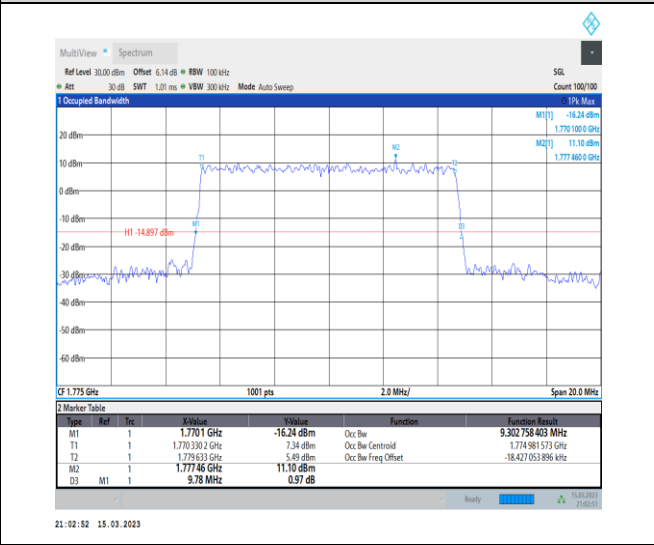 MultiView Spectrum
Ref Level 30.00 dBm Offset 6.14 dB RBW 100 kHz SGL
Att 30 dB SWT 1.01 ms VBW 300 kHz Mode Auto Sweep Count 100/100
1 Occupied Bandwidth 1Pk Max
M1[1] -16.24 dBm
1.770 100 0 GHz
M2[1] 11.10 dBm
1.777 460 0 GHz
20 dBm
M2
T1
T2
10 dBm
0 dBm
-10 dBm
M1
D3
H1 -14.897 dBm
-20 dBm
-30 dBm
-40 dBm
-50 dBm
-60 dBm
CF 1.775 GHz 1001 pts 2.0 MHz/ Span 20.0 MHz
2 Marker Table
Type Ref Trc X-Value Y-Value Function Function Result
M1 1 1.7701 GHz -16.24 dBm Occ Bw 9.302 758 403 MHz
T1 1 1.770 330 2 GHz 7.34 dBm Occ Bw Centroid 1.774 981 573 GHz
T2 1 1.779 633 GHz 5.49 dBm Occ Bw Freq Offset -18.427 053 896 kHz
M2 1 1.777 46 GHz 11.10 dBm
D3 M1 1 9.78 MHz 0.97 dB
Ready 15.03.2023
21:02:51
21:02:52 15.03.2023